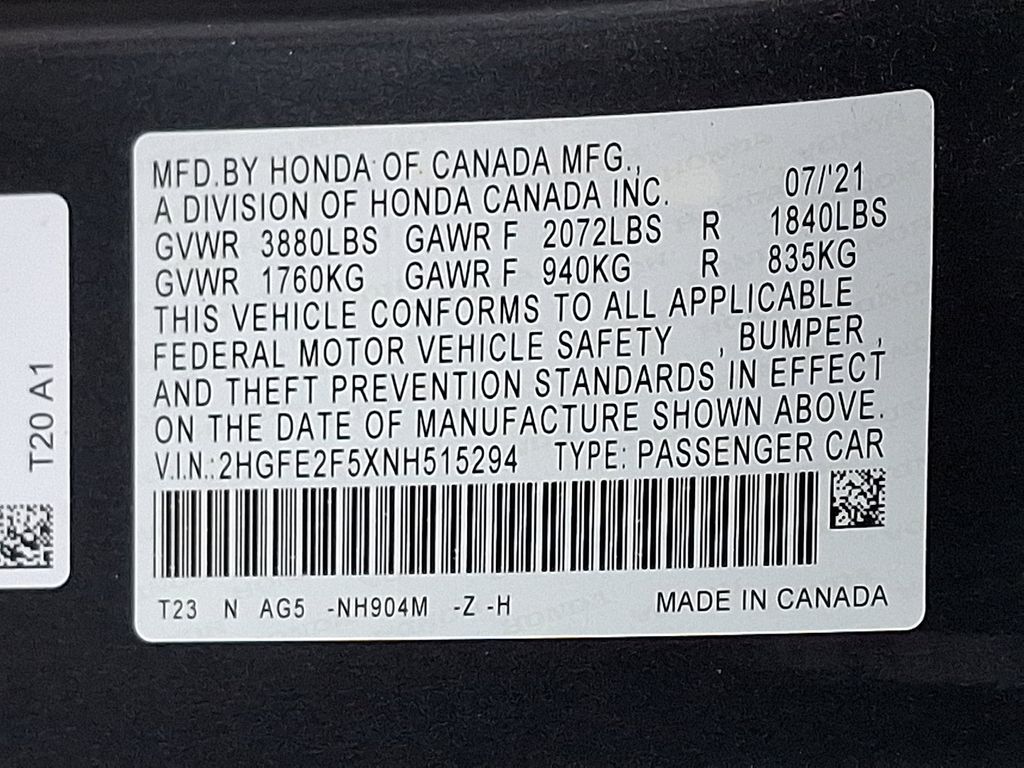 MFD.BY HONDA OF CANADA MFG.,
A DIVISION OF HONDA CANADA INC. 07/'21
GVWR 3880LBS GAWR F 2072LBS R 1840LBS
GVWR 1760KG GAWR F 940KG R 835KG
THIS VEHICLE CONFORMS TO ALL APPLICABLE
FEDERAL MOTOR VEHICLE SAFETY , BUMPER ,
AND THEFT PREVENTION STANDARDS IN EFFECT
ON THE DATE OF MANUFACTURE SHOWN ABOVE.
V.I.N.:2HGFE2F5XNH515294 TYPE: PASSENGER CAR
T23 N AG5 -NH904M -Z -H MADE IN CANADA
T20 A1